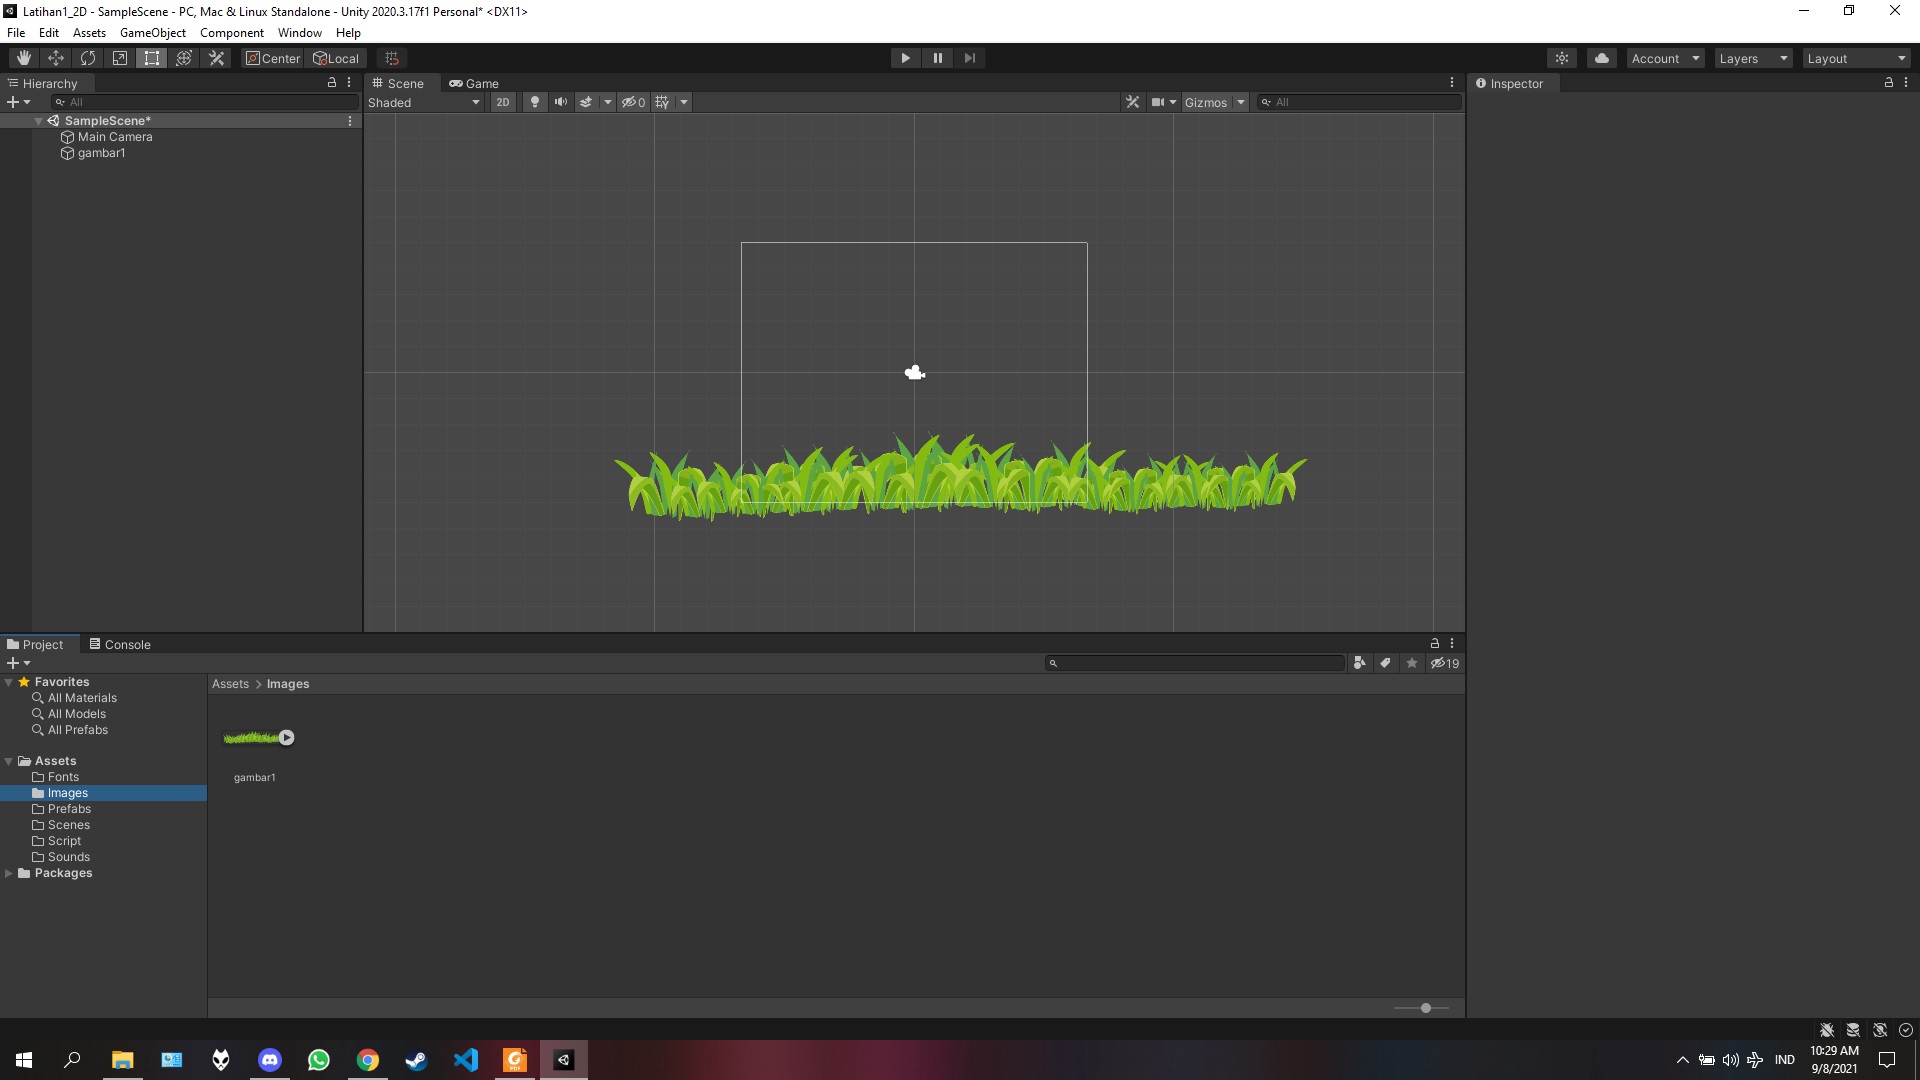 Latihan1_2D - SampleScene - PC, Mac & Linux Standalone - Unity 2020.3.17f1 Personal* <DX11>
File Edit Assets GameObject Component Window Help
Center Local Account Layers Layout
Hierarchy Scene Game Inspector
All Shaded 2D 0 Gizmos All
SampleScene*
Main Camera
gambar1
Project Console
19
Favorites Assets > Images
All Materials
All Models
All Prefabs
Assets
Fonts
gambar1
Images
Prefabs
Scenes
Script
Sounds
Packages
IND 10:29 AM
9/8/2021